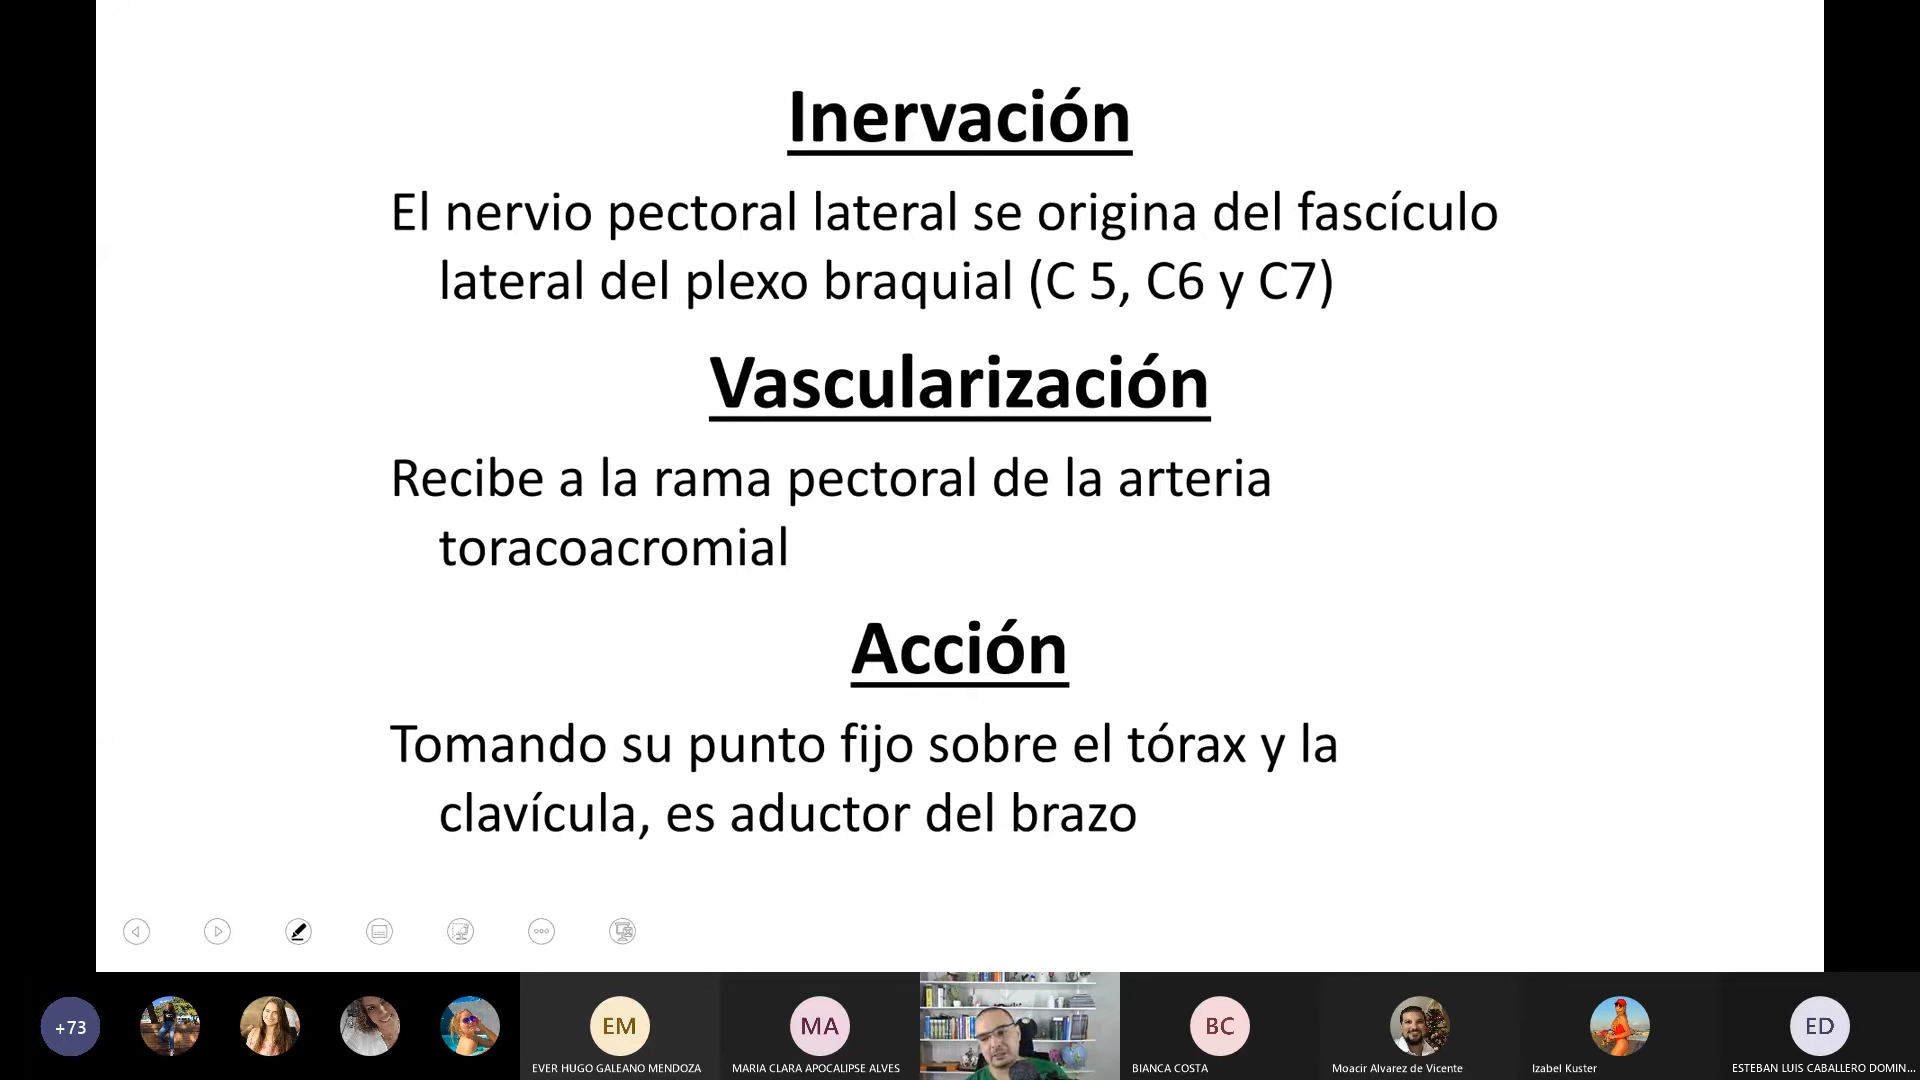 Inervación
El nervio pectoral lateral se origina del fascículo
lateral del plexo braquial (C 5, C6 y C7)
Vascularización
Recibe a la rama pectoral de la arteria
toracoacromial
Acción
Tomando su punto fijo sobre el tórax y la
clavícula, es aductor del brazo
+73
EM
MA
BC
ED
EVER HUGO GALEANO MENDOZA
MARIA CLARA APOCALIPSE ALVES
BIANCA COSTA
Moacir Alvarez de Vicente
Izabel Kuster
ESTEBAN LUIS CABALLERO DOMIN...